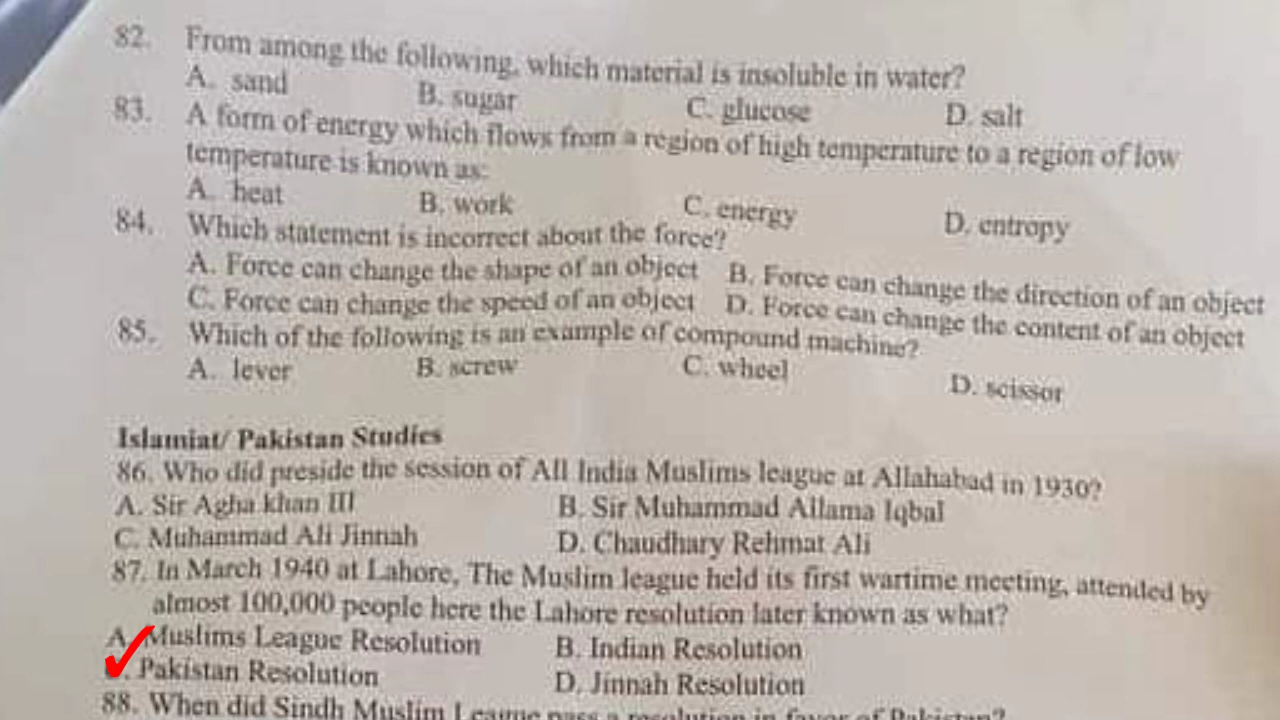 82. From among the following, which material is insoluble in water?
A. sand B. sugar C. glucose D. salt
83. A form of energy which flows from a region of high temperature to a region of low
temperature is known as:
A. heat B. work C. energy D. entropy
84. Which statement is incorrect about the force?
A. Force can change the shape of an object B. Force can change the direction of an object
C. Force can change the speed of an object D. Force can change the content of an object
85. Which of the following is an example of compound machine?
A. lever B. screw C. wheel D. scissor
Islamiat/ Pakistan Studies
86. Who did preside the session of All India Muslims league at Allahabad in 1930?
A. Sir Agha khan III B. Sir Muhammad Allama Iqbal
C. Muhammad Ali Jinnah D. Chaudhary Rehmat Ali
87. In March 1940 at Lahore, The Muslim league held its first wartime meeting, attended by
almost 100,000 people here the Lahore resolution later known as what?
A. Muslims League Resolution B. Indian Resolution
Pakistan Resolution D. Jinnah Resolution
88. When did Sindh Muslim League pass a resolution in favor of Pakistan?